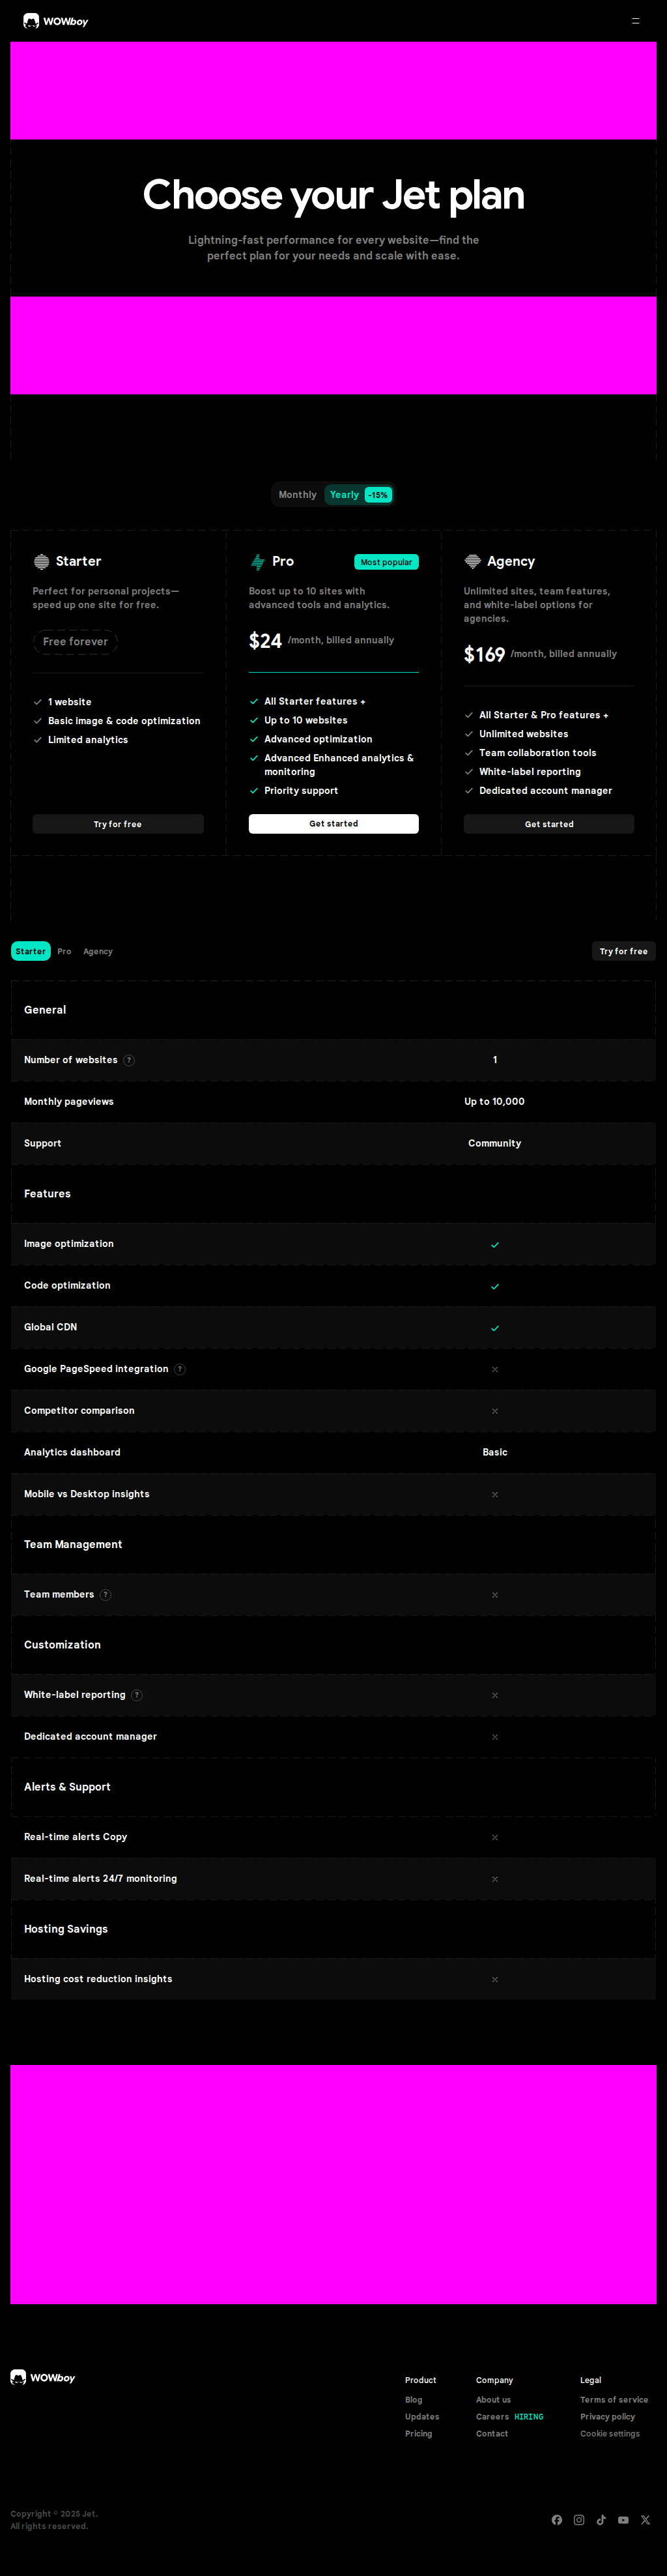 WOWboy
Choose your Jet plan
Lightning-fast performance for every website—find the
perfect plan for your needs and scale with ease.
Monthly Yearly -15%
Starter
Perfect for personal projects—
speed up one site for free.
Free forever
1 website
Basic image & code optimization
Limited analytics
Try for free
Pro Most popular
Boost up to 10 sites with
advanced tools and analytics.
$24 /month, billed annually
All Starter features +
Up to 10 websites
Advanced optimization
Advanced Enhanced analytics &
monitoring
Priority support
Get started
Agency
Unlimited sites, team features,
and white-label options for
agencies.
$169 /month, billed annually
All Starter & Pro features +
Unlimited websites
Team collaboration tools
White-label reporting
Dedicated account manager
Get started
Starter Pro Agency Try for free
General
Number of websites ? 1
Monthly pageviews Up to 10,000
Support Community
Features
Image optimization
Code optimization
Global CDN
Google PageSpeed integration ?
Competitor comparison
Analytics dashboard Basic
Mobile vs Desktop insights
Team Management
Team members ?
Customization
White-label reporting ?
Dedicated account manager
Alerts & Support
Real-time alerts Copy
Real-time alerts 24/7 monitoring
Hosting Savings
Hosting cost reduction insights
WOWboy
Product
Blog
Updates
Pricing
Company
About us
Careers HIRING
Contact
Legal
Terms of service
Privacy policy
Cookie settings
Copyright © 2025 Jet.
All rights reserved.